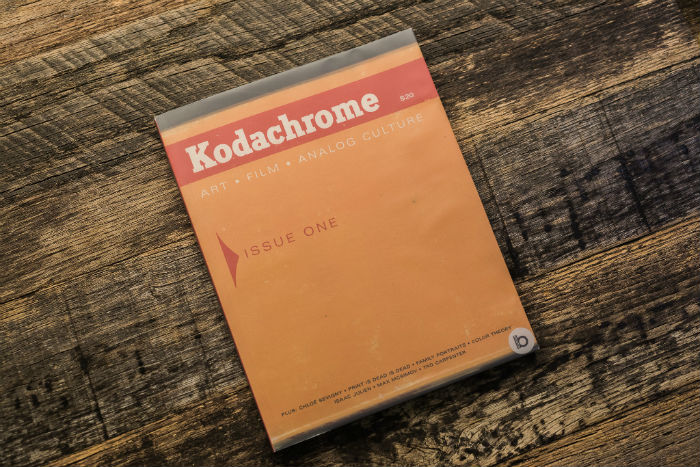 Kodachrome
$20
ART • FILM • ANALOG CULTURE
ISSUE ONE
PLUS: CHLOË SEVIGNY • PRINT IS DEAD IS DEAD • FAMILY PORTRAITS • COLOR THEORY
ISAAC JULIEN • MAX MCSIMOV • TAD CARPENTER
b